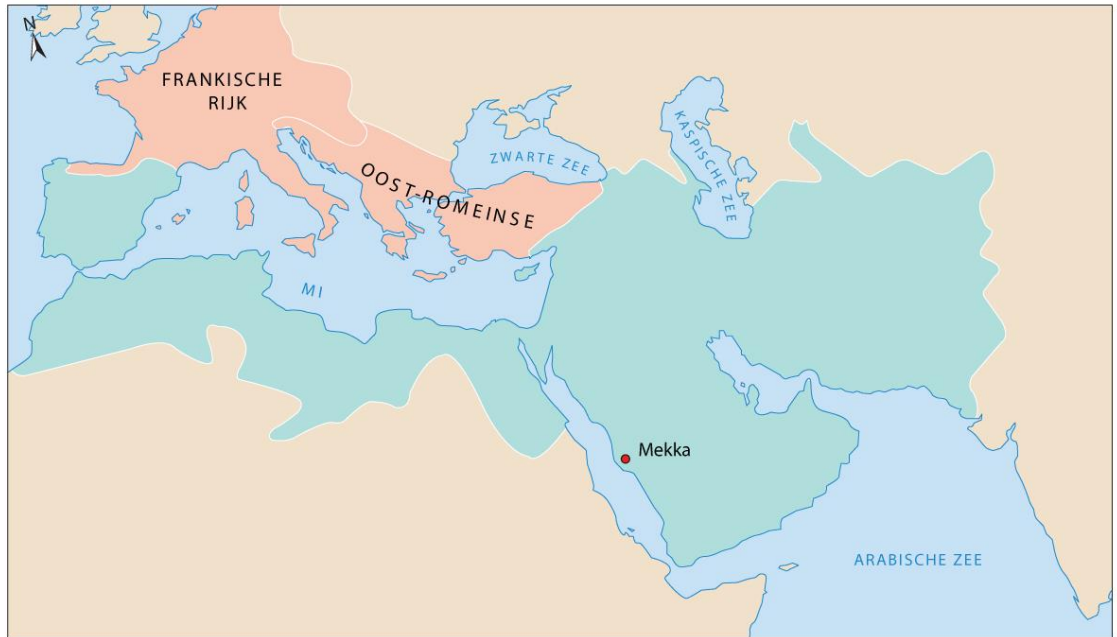 N
FRANKISCHE
RIJK
ZWARTE ZEE
KASPISCHE ZEE
OOST-ROMEINSE
MI
Mekka
ARABISCHE ZEE